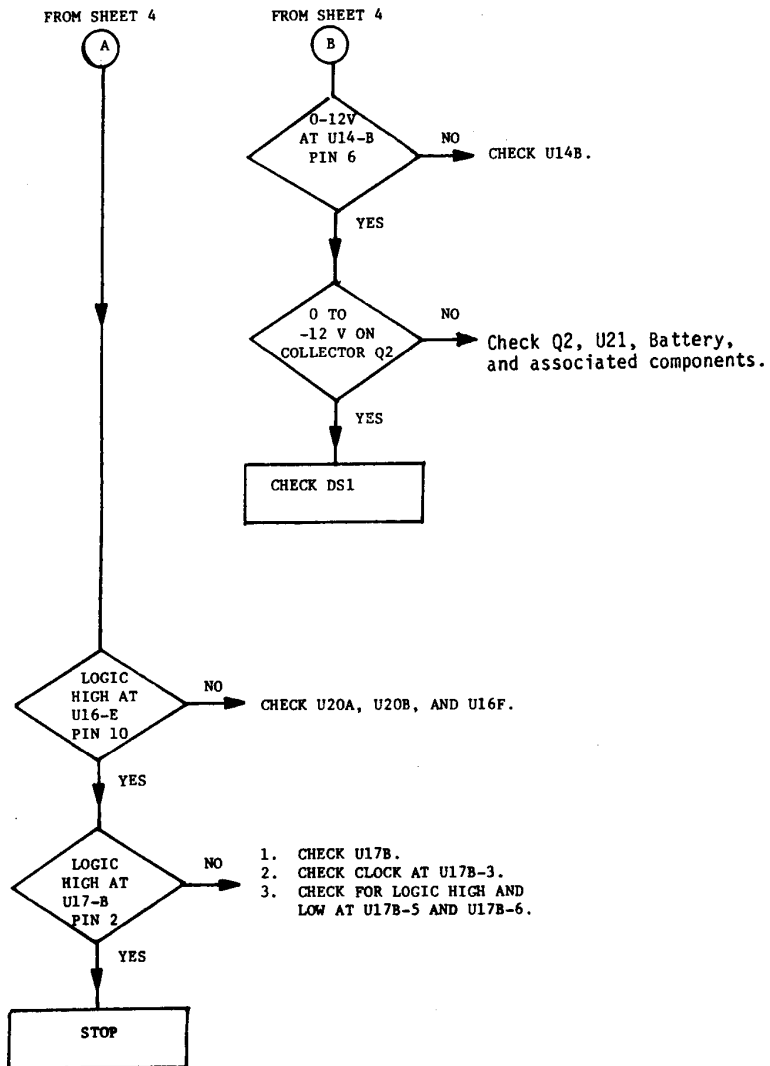 FROM SHEET 4
A
FROM SHEET 4
B
0-12V
AT U14-B
PIN 6
NO
CHECK U14B.
YES
0 TO
-12 V ON
COLLECTOR Q2
NO
Check Q2, U21, Battery,
and associated components.
YES
CHECK DS1
LOGIC
HIGH AT
U16-E
PIN 10
NO
CHECK U20A, U20B, AND U16F.
YES
LOGIC
HIGH AT
U17-B
PIN 2
NO
1. CHECK U17B.
2. CHECK CLOCK AT U17B-3.
3. CHECK FOR LOGIC HIGH AND
LOW AT U17B-5 AND U17B-6.
YES
STOP